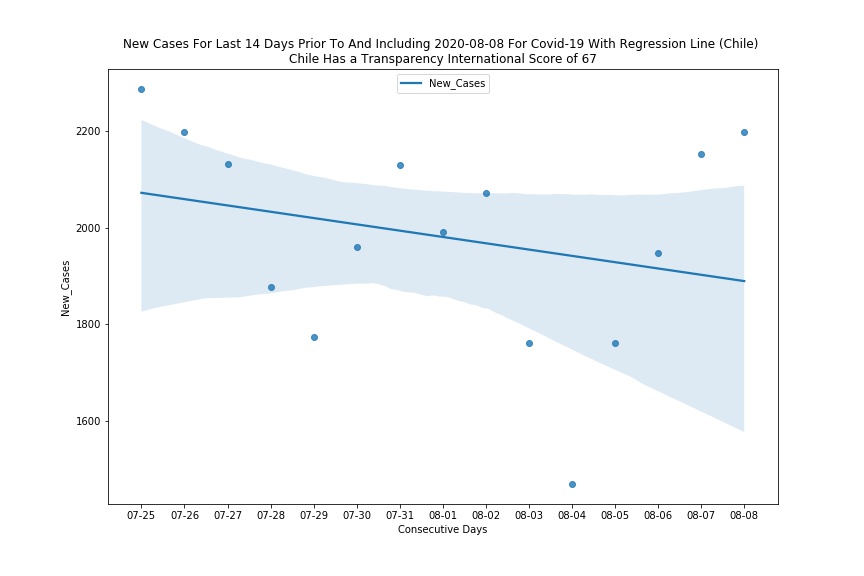 New Cases For Last 14 Days Prior To And Including 2020-08-08 For Covid-19 With Regression Line (Chile)
Chile Has a Transparency International Score of 67
New_Cases
2200
2000
1800
1600
New_Cases
07-25 07-26 07-27 07-28 07-29 07-30 07-31 08-01 08-02 08-03 08-04 08-05 08-06 08-07 08-08
Consecutive Days